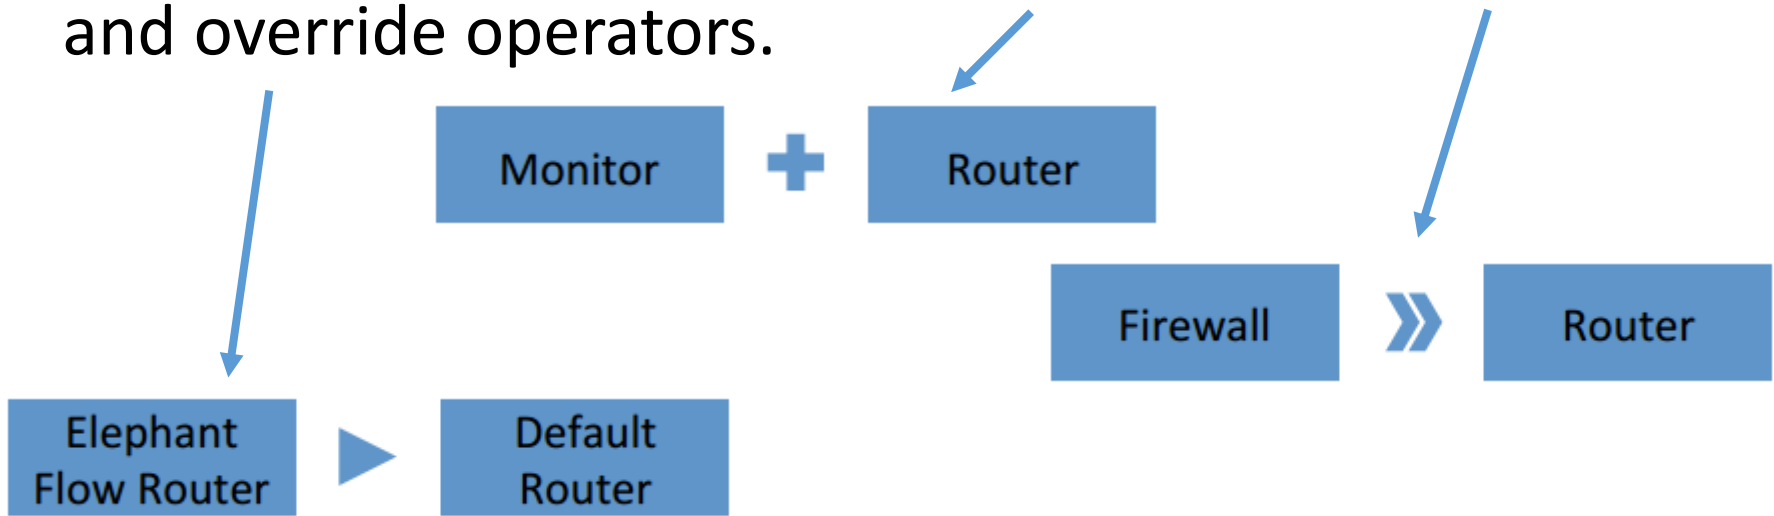 and override operators.
Monitor
Router
Firewall
Router
Elephant
Flow Router
Default
Router